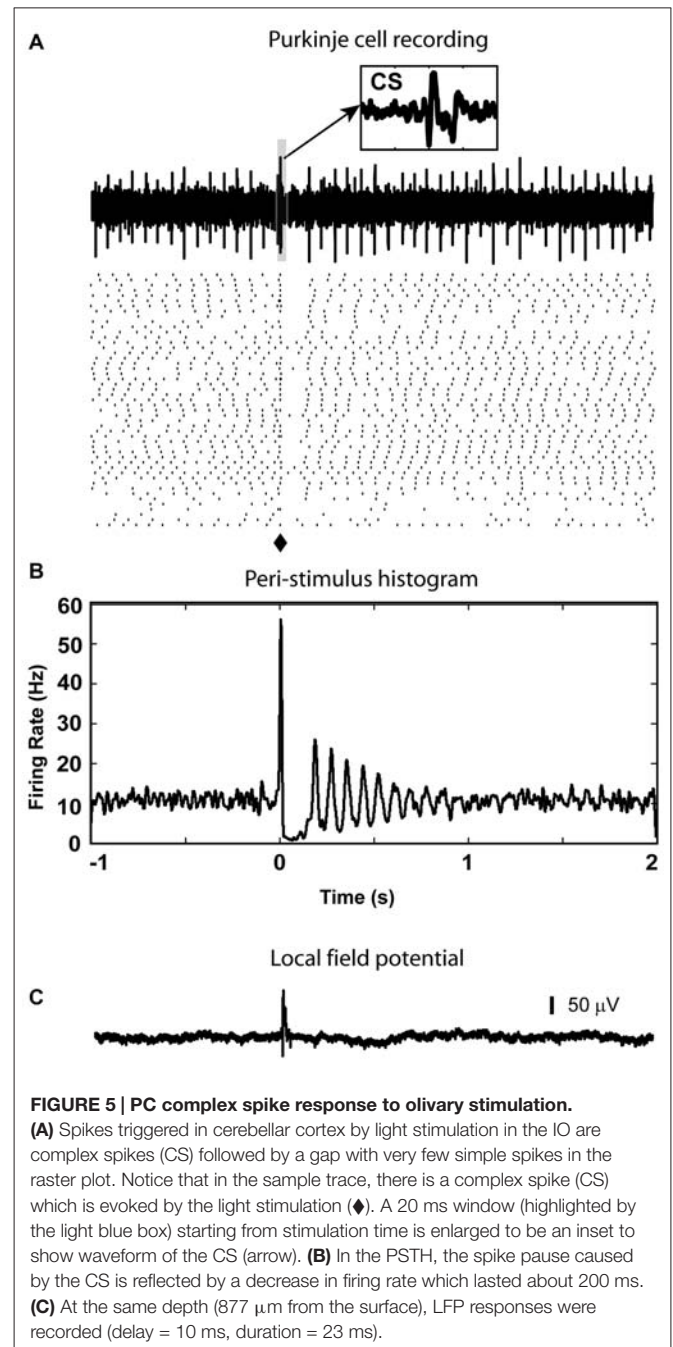 A
Purkinje cell recording
CS
♦
B
Peri-stimulus histogram
60
50
40
30
20
10
0
Firing Rate (Hz)
-1
0
1
2
Time (s)
Local field potential
C
50 μV
FIGURE 5 | PC complex spike response to olivary stimulation.
(A) Spikes triggered in cerebellar cortex by light stimulation in the IO are
complex spikes (CS) followed by a gap with very few simple spikes in the
raster plot. Notice that in the sample trace, there is a complex spike (CS)
which is evoked by the light stimulation (♦). A 20 ms window (highlighted by
the light blue box) starting from stimulation time is enlarged to be an inset to
show waveform of the CS (arrow). (B) In the PSTH, the spike pause caused
by the CS is reflected by a decrease in firing rate which lasted about 200 ms.
(C) At the same depth (877 μm from the surface), LFP responses were
recorded (delay = 10 ms, duration = 23 ms).